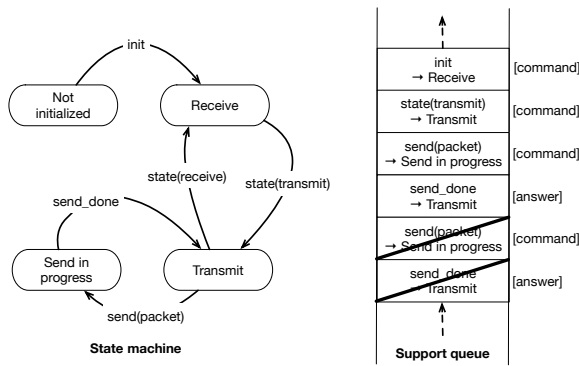 init
Not
initialized
Receive
state(receive)
state(transmit)
send_done
Send in
progress
Transmit
send(packet)
State machine
init
→ Receive
[command]
state(transmit)
→ Transmit
[command]
send(packet)
→ Send in progress
[command]
send_done
→ Transmit
[answer]
send(packet)
→ Send in progress
[command]
send_done
→ Transmit
[answer]
Support queue